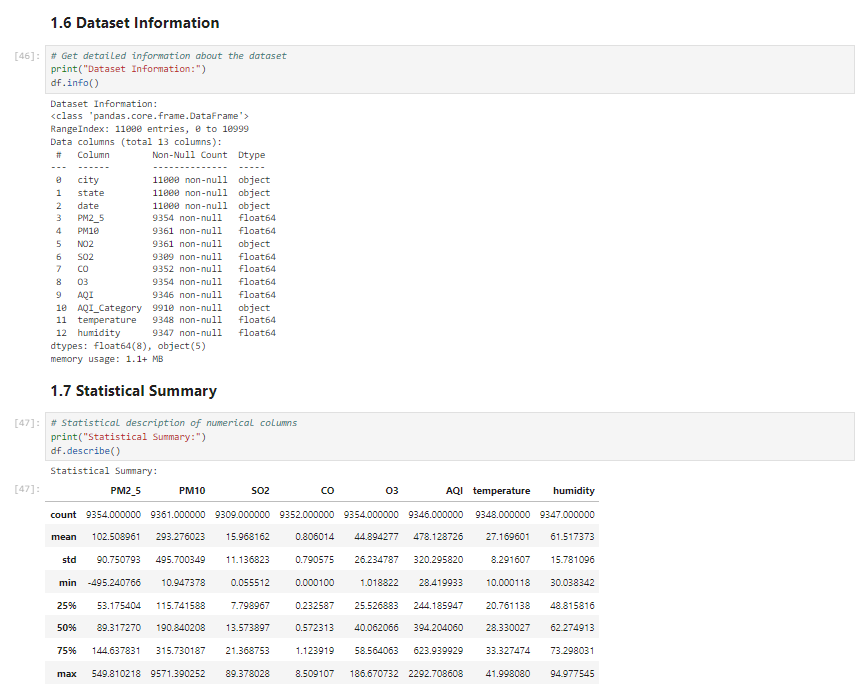 1.6 Dataset Information
[46]: # Get detailed information about the dataset
print("Dataset Information:")
df.info()
Dataset Information:
<class 'pandas.core.frame.DataFrame'>
RangeIndex: 11000 entries, 0 to 10999
Data columns (total 13 columns):
 #   Column        Non-Null Count  Dtype
---  ------        --------------  -----
 0   city          11000 non-null  object
 1   state         11000 non-null  object
 2   date          11000 non-null  object
 3   PM2_5         9354 non-null   float64
 4   PM10          9361 non-null   float64
 5   NO2           9361 non-null   object
 6   SO2           9309 non-null   float64
 7   CO            9352 non-null   float64
 8   O3            9354 non-null   float64
 9   AQI           9346 non-null   float64
 10  AQI_Category  9910 non-null   object
 11  temperature   9348 non-null   float64
 12  humidity      9347 non-null   float64
dtypes: float64(8), object(5)
memory usage: 1.1+ MB
1.7 Statistical Summary
[47]: # Statistical description of numerical columns
print("Statistical Summary:")
df.describe()
Statistical Summary:
[47]: PM2_5 PM10 SO2 CO O3 AQI temperature humidity
count 9354.000000 9361.000000 9309.000000 9352.000000 9354.000000 9346.000000 9348.000000 9347.000000
mean 102.508961 293.276023 15.968162 0.806014 44.894277 478.128726 27.169601 61.517373
std 90.750793 495.700349 11.136823 0.790575 26.234787 320.295820 8.291607 15.781096
min -495.240766 10.947378 0.055512 0.000100 1.018822 28.419933 10.000118 30.038342
25% 53.175404 115.741588 7.798967 0.232587 25.526883 244.185947 20.761138 48.815816
50% 89.317270 190.840208 13.573897 0.572313 40.062066 394.204060 28.330027 62.274913
75% 144.637831 315.730187 21.368753 1.123919 58.564063 623.939929 33.327474 73.298031
max 549.810218 9571.390252 89.378028 8.509107 186.670732 2292.708608 41.998080 94.977545